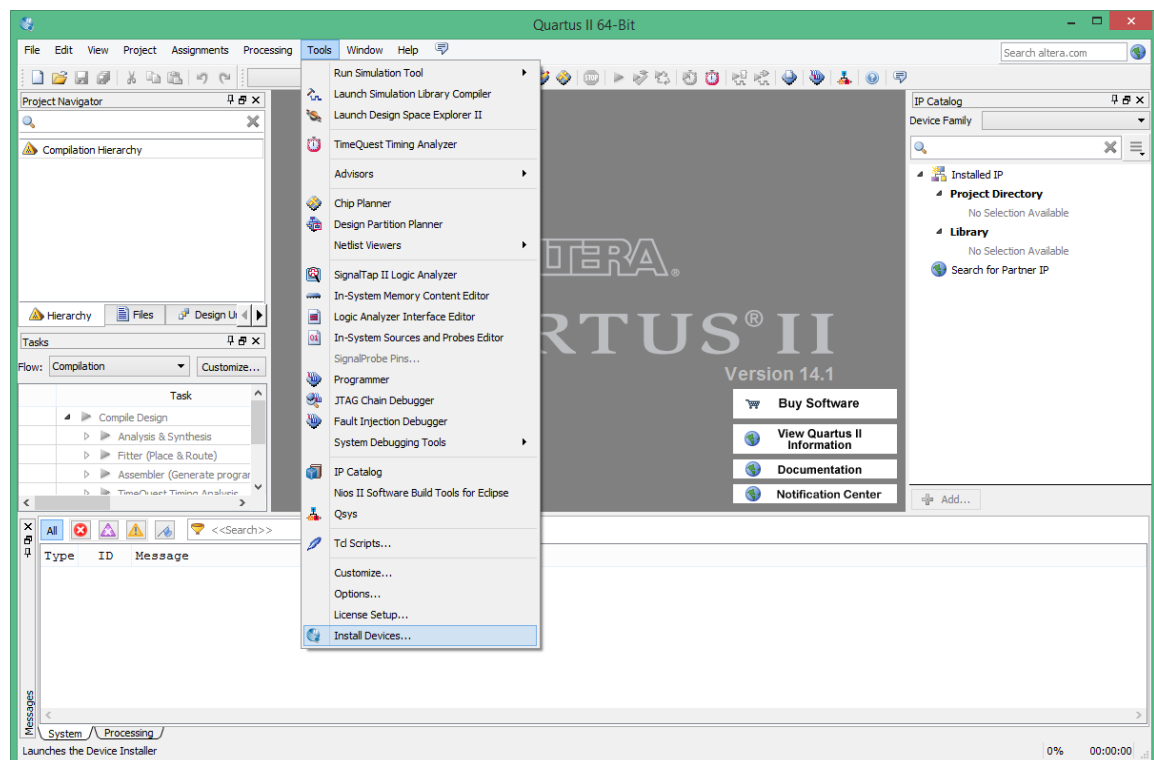 Quartus II 64-Bit
File Edit View Project Assignments Processing Tools Window Help
Search altera.com
Project Navigator
Compilation Hierarchy
Hierarchy Files Design Un
Tasks
Flow: Compilation Customize...
Task
Compile Design
Analysis & Synthesis
Fitter (Place & Route)
Assembler (Generate program
TimeQuest Timing Analysis
Run Simulation Tool
Launch Simulation Library Compiler
Launch Design Space Explorer II
TimeQuest Timing Analyzer
Advisors
Chip Planner
Design Partition Planner
Netlist Viewers
SignalTap II Logic Analyzer
In-System Memory Content Editor
Logic Analyzer Interface Editor
In-System Sources and Probes Editor
SignalProbe Pins...
Programmer
JTAG Chain Debugger
Fault Injection Debugger
System Debugging Tools
IP Catalog
Nios II Software Build Tools for Eclipse
Qsys
Tcl Scripts...
Customize...
Options...
License Setup...
Install Devices...
STOP
RTUS® II
Version 14.1
Buy Software
View Quartus II
Information
Documentation
Notification Center
IP Catalog
Device Family
Installed IP
Project Directory
No Selection Available
Library
No Selection Available
Search for Partner IP
Add...
All <<Search>>
Type ID Message
Messages
System Processing
Launches the Device Installer
0% 00:00:00